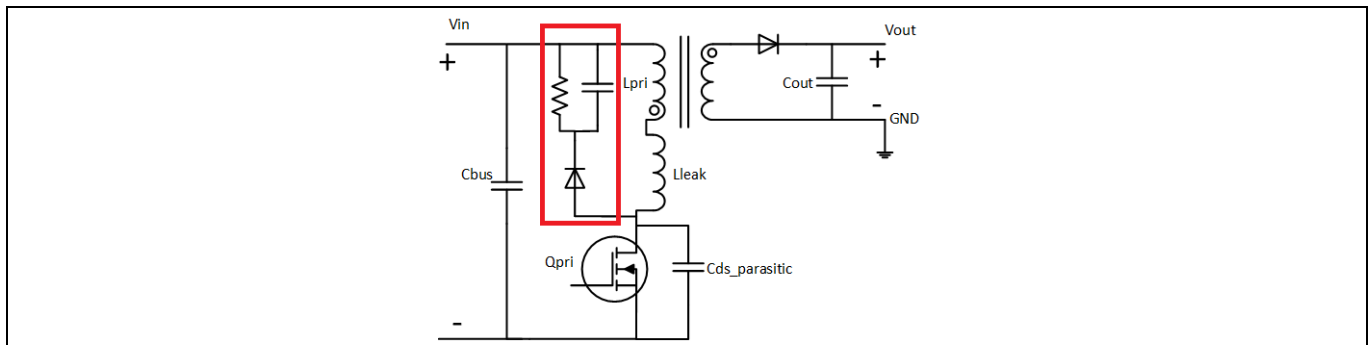 Vin
Vout
+
+
Lpri
Cout
-
GND
Cbus
Lleak
Qpri
Cds_parasitic
-